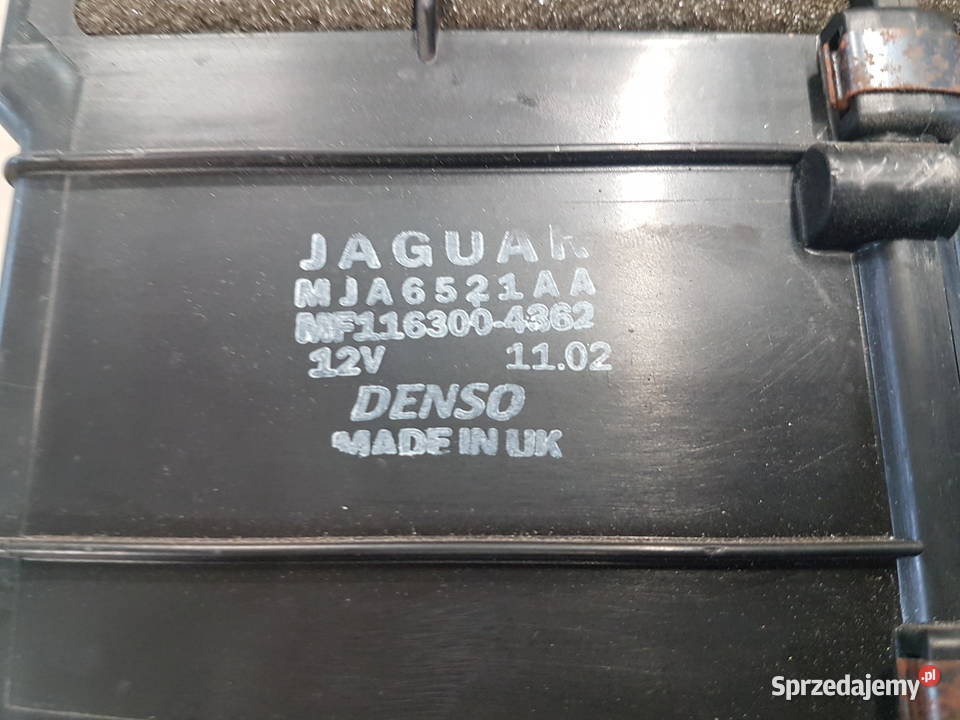 JAGUAR
MJA6521AA
MF116300-4362
12V 11.02
DENSO
MADE IN UK
Sprzedajemy.pl